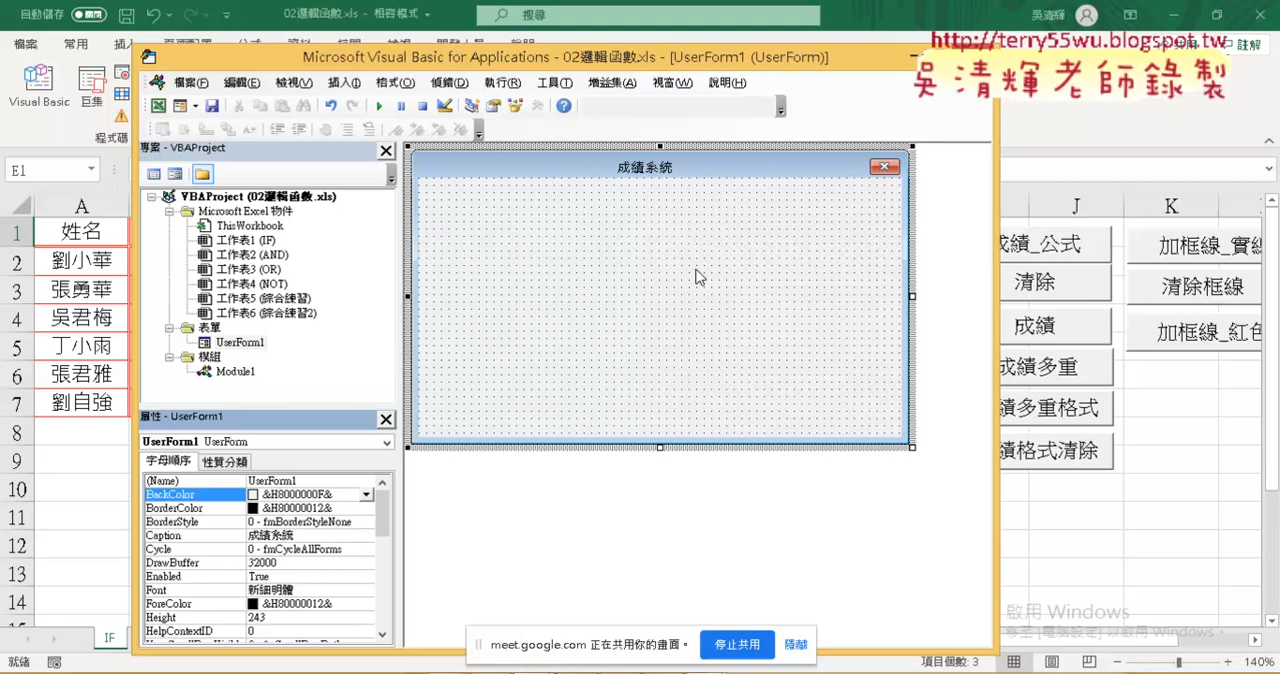 自動儲存 02邏輯函數.xls - 相容模式 搜尋 吳清輝
檔案 常用 註解
http://terry55wu.blogspot.tw
吳清輝老師錄製
Visual Basic 巨集
程式碼
Microsoft Visual Basic for Applications - 02邏輯函數.xls - [UserForm1 (UserForm)]
檔案(F) 編輯(E) 檢視(V) 插入(I) 格式(O) 偵錯(D) 執行(R) 工具(T) 增益集(A) 視窗(W) 說明(H)
專案 - VBAProject
VBAProject (02邏輯函數.xls)
Microsoft Excel 物件
ThisWorkbook
工作表1 (IF)
工作表2 (AND)
工作表3 (OR)
工作表4 (NOT)
工作表5 (綜合練習)
工作表6 (綜合練習2)
表單
UserForm1
模組
Module1
屬性 - UserForm1
UserForm1 UserForm
字母順序 性質分類
(Name) UserForm1
BackColor &H8000000F&
BorderColor &H80000012&
BorderStyle 0 - fmBorderStyleNone
Caption 成績系統
Cycle 0 - fmCycleAllForms
DrawBuffer 32000
Enabled True
Font 新細明體
ForeColor &H80000012&
Height 243
HelpContextID 0
成績系統
E1
A J K
1 姓名
2 劉小華
3 張勇華
4 吳君梅
5 丁小雨
6 張君雅
7 劉自強
8
9
10
11
12
13
14
成績_公式 加框線_實線
清除 清除框線
成績 加框線_紅色
成績多重
績多重格式
績格式清除
啟用 Windows
移至 [電腦設定] 以啟用 Windows。
IF
meet.google.com 正在共用你的畫面。 停止共用 隱藏
就緒 項目個數: 3 140%